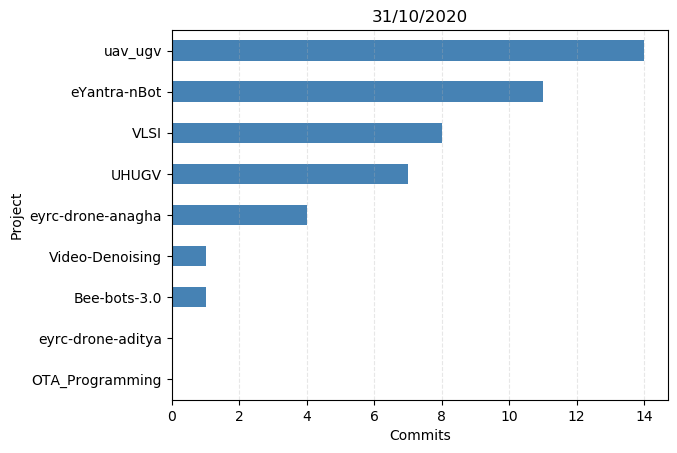 31/10/2020
Project
uav_ugv
eYantra-nBot
VLSI
UHUGV
eyrc-drone-anagha
Video-Denoising
Bee-bots-3.0
eyrc-drone-aditya
OTA_Programming
0 2 4 6 8 10 12 14
Commits